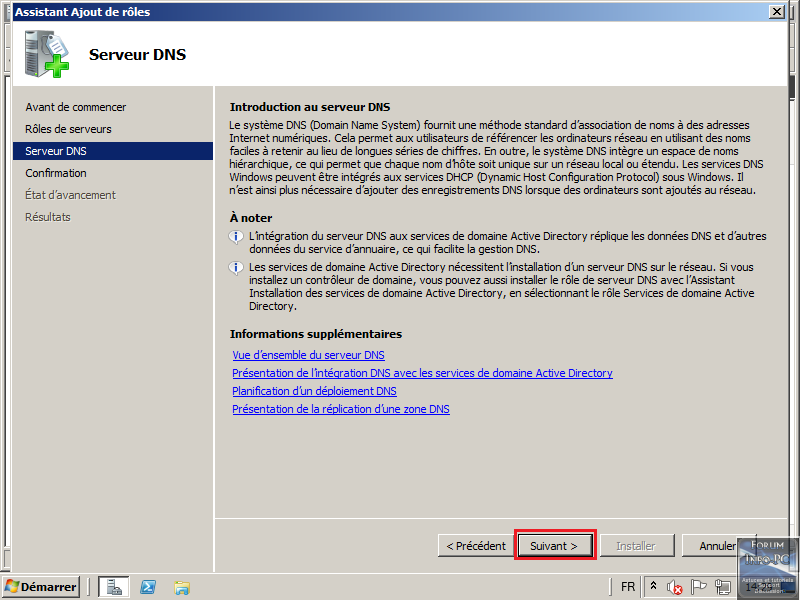 Assistant Ajout de rôles
Serveur DNS
Avant de commencer
Rôles de serveurs
Serveur DNS
Confirmation
État d'avancement
Résultats
Introduction au serveur DNS
Le système DNS (Domain Name System) fournit une méthode standard d'association de noms à des adresses
Internet numériques. Cela permet aux utilisateurs de référencer les ordinateurs réseau en utilisant des noms
faciles à retenir au lieu de longues séries de chiffres. En outre, le système DNS intègre un espace de noms
hiérarchique, ce qui permet que chaque nom d'hôte soit unique sur un réseau local ou étendu. Les services DNS
Windows peuvent être intégrés aux services DHCP (Dynamic Host Configuration Protocol) sous Windows. Il
n'est ainsi plus nécessaire d'ajouter des enregistrements DNS lorsque des ordinateurs sont ajoutés au réseau.
À noter
L'intégration du serveur DNS aux services de domaine Active Directory réplique les données DNS et d'autres
données du service d'annuaire, ce qui facilite la gestion DNS.
Les services de domaine Active Directory nécessitent l'installation d'un serveur DNS sur le réseau. Si vous
installez un contrôleur de domaine, vous pouvez aussi installer le rôle de serveur DNS avec l'Assistant
Installation des services de domaine Active Directory, en sélectionnant le rôle Services de domaine Active
Directory.
Informations supplémentaires
Vue d'ensemble du serveur DNS
Présentation de l'intégration DNS avec les services de domaine Active Directory
Planification d'un déploiement DNS
Présentation de la réplication d'une zone DNS
< Précédent
Suivant >
Installer
Annuler
Forum
Info PC
Astuces et tutoriels
Démarrer
FR